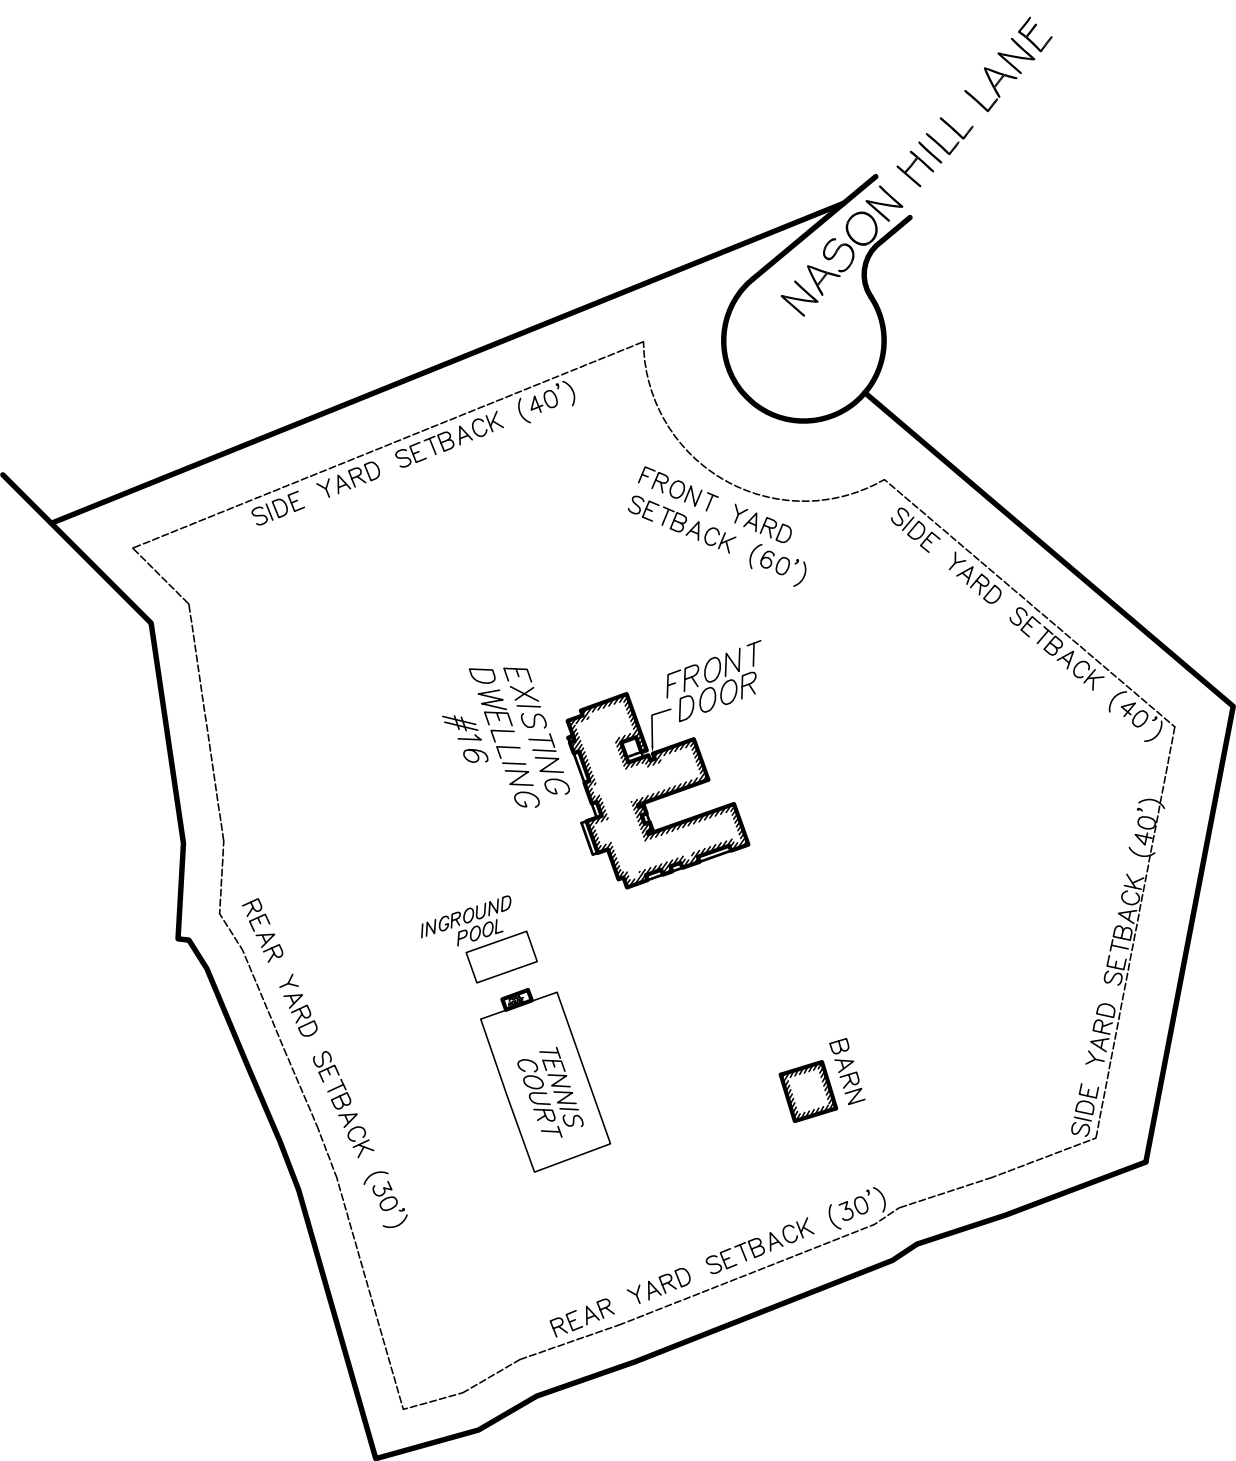 NASON HILL LANE
SIDE YARD SETBACK (40')
FRONT YARD
SETBACK (60')
SIDE YARD SETBACK (40')
FRONT
DOOR
EXISTING
DWELLING
#16
SIDE YARD SETBACK (40')
REAR YARD SETBACK (30')
INGROUND
POOL
TENNIS
COURT
BARN
REAR YARD SETBACK (30')